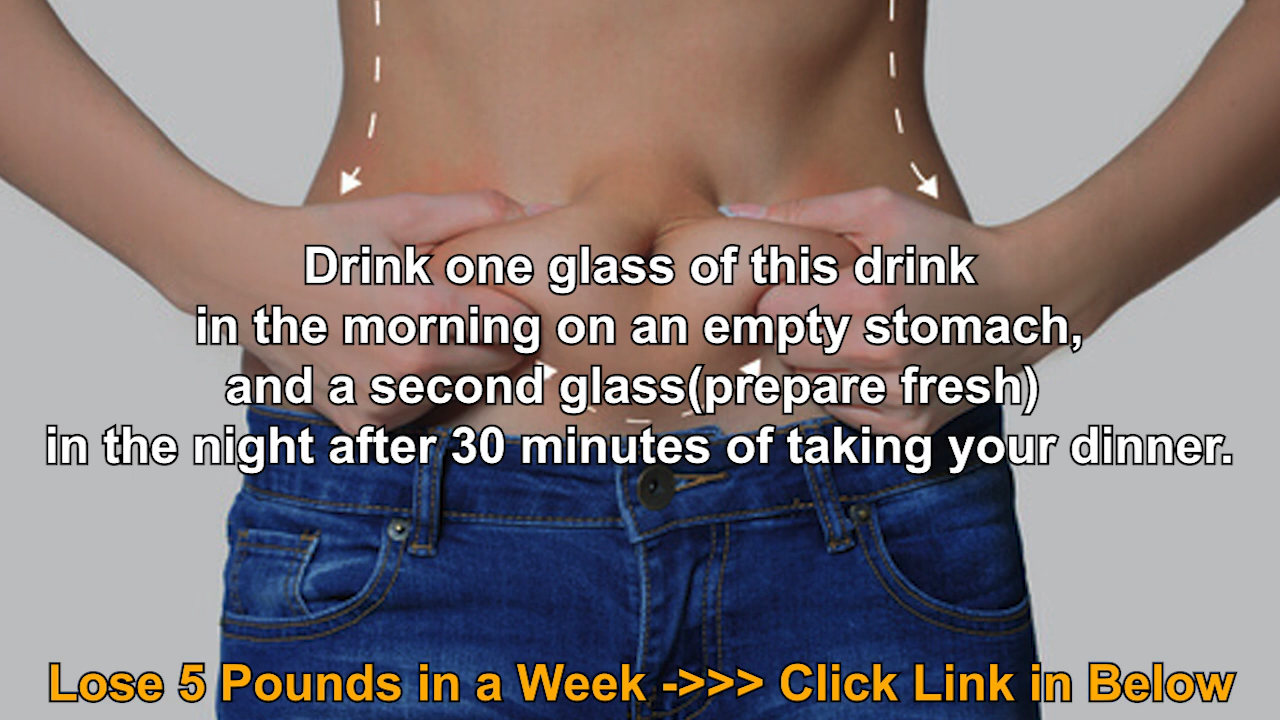 Drink one glass of this drink
in the morning on an empty stomach,
and a second glass(prepare fresh)
in the night after 30 minutes of taking your dinner.
Lose 5 Pounds in a Week ->>> Click Link in Below